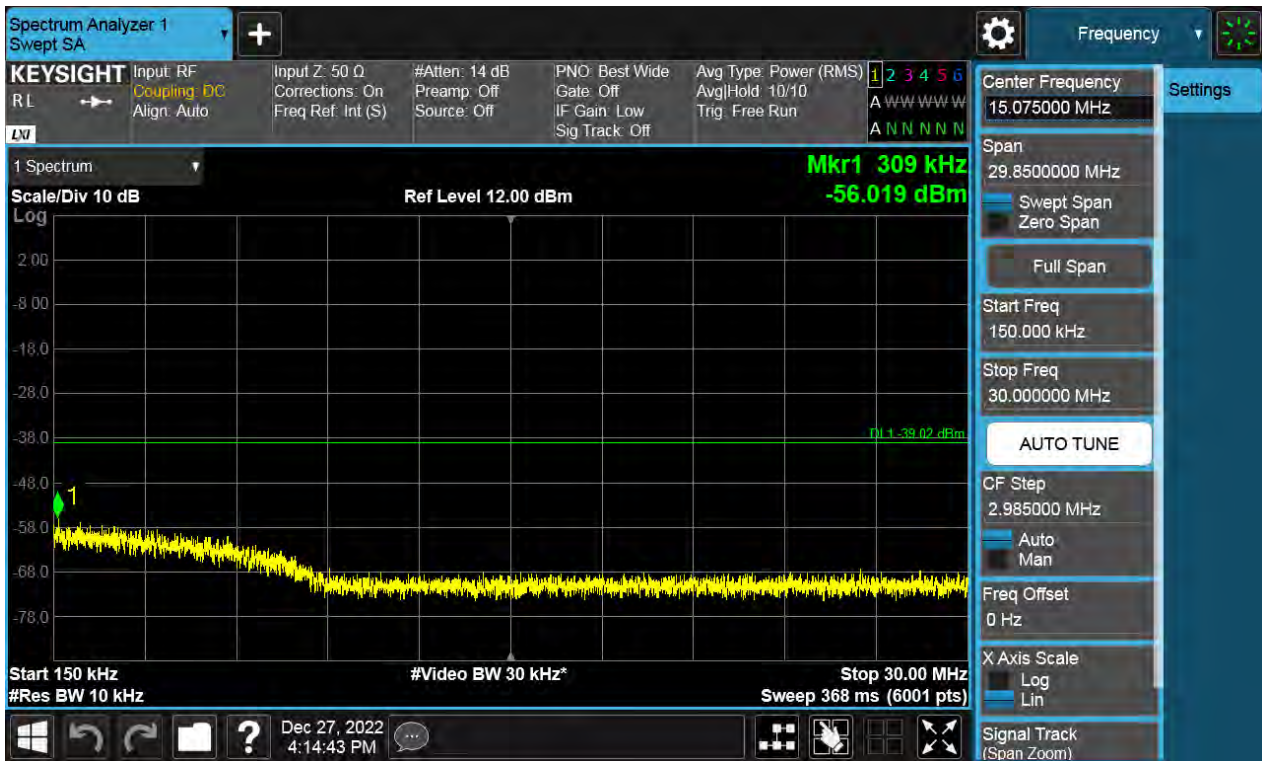 Spectrum Analyzer 1
Swept SA
+
Frequency
KEYSIGHT
Input: RF
Input Z: 50 Ω
#Atten: 14 dB
PNO: Best Wide
Avg Type: Power (RMS)
1 2 3 4 5 6
R L
Coupling: DC
Corrections: On
Preamp: Off
Gate: Off
Avg|Hold: 10/10
A W W W W W
Align: Auto
Freq Ref: Int (S)
Source: Off
IF Gain: Low
Trig: Free Run
LXI
Sig Track: Off
A N N N N N
Center Frequency
15.075000 MHz
Settings
Span
29.8500000 MHz
Swept Span
Zero Span
Full Span
Start Freq
150.000 kHz
Stop Freq
30.000000 MHz
AUTO TUNE
CF Step
2.985000 MHz
Auto
Man
Freq Offset
0 Hz
X Axis Scale
Log
Lin
Signal Track
(Span Zoom)
1 Spectrum
Mkr1 309 kHz
Scale/Div 10 dB
Ref Level 12.00 dBm
-56.019 dBm
Log
2.00
-8.00
-18.0
-28.0
-38.0
DL1 -39.02 dBm
-48.0
1
-58.0
-68.0
-78.0
Start 150 kHz
#Video BW 30 kHz*
Stop 30.00 MHz
#Res BW 10 kHz
Sweep 368 ms (6001 pts)
?
Dec 27, 2022
4:14:43 PM